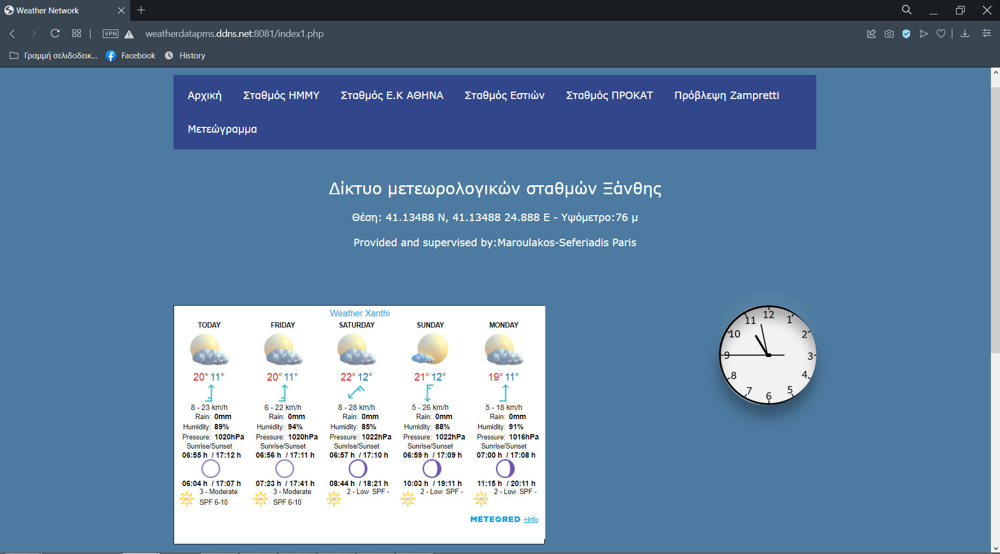 Weather Network
VPN
weatherdatapms.ddns.net:8081/index1.php
Γραμμή σελιδοδεικ...
Facebook
History
Αρχική Σταθμός ΗΜΜΥ Σταθμός Ε.Κ ΑΘΗΝΑ Σταθμός Εστιών Σταθμός ΠΡΟΚΑΤ Πρόβλεψη Zampretti
Μετεώγραμμα
Δίκτυο μετεωρολογικών σταθμών Ξάνθης
Θέση: 41.13488 N, 41.13488 24.888 E - Υψόμετρο:76 μ
Provided and supervised by:Maroulakos-Seferiadis Paris
Weather Xanthi
TODAY FRIDAY SATURDAY SUNDAY MONDAY
20° 11° 20° 11° 22° 12° 21° 12° 19° 11°
8 - 23 km/h 6 - 22 km/h 8 - 28 km/h 5 - 26 km/h 5 - 18 km/h
Rain: 0mm Rain: 0mm Rain: 0mm Rain: 0mm Rain: 0mm
Humidity: 89% Humidity: 94% Humidity: 85% Humidity: 88% Humidity: 91%
Pressure: 1020hPa Pressure: 1020hPa Pressure: 1022hPa Pressure: 1022hPa Pressure: 1016hPa
Sunrise/Sunset Sunrise/Sunset Sunrise/Sunset Sunrise/Sunset Sunrise/Sunset
06:55 h / 17:12 h 06:56 h / 17:11 h 06:57 h / 17:10 h 06:59 h / 17:09 h 07:00 h / 17:08 h
06:04 h / 17:07 h 07:23 h / 17:41 h 08:44 h / 18:21 h 10:03 h / 19:11 h 11:15 h / 20:11 h
UV 3 - Moderate UV 3 - Moderate UV 2 - Low SPF - UV 2 - Low SPF - UV 2 - Low SPF -
SPF 6-10 SPF 6-10
METEORED +info
12 1 2 3 4 5 6 7 8 9 10 11